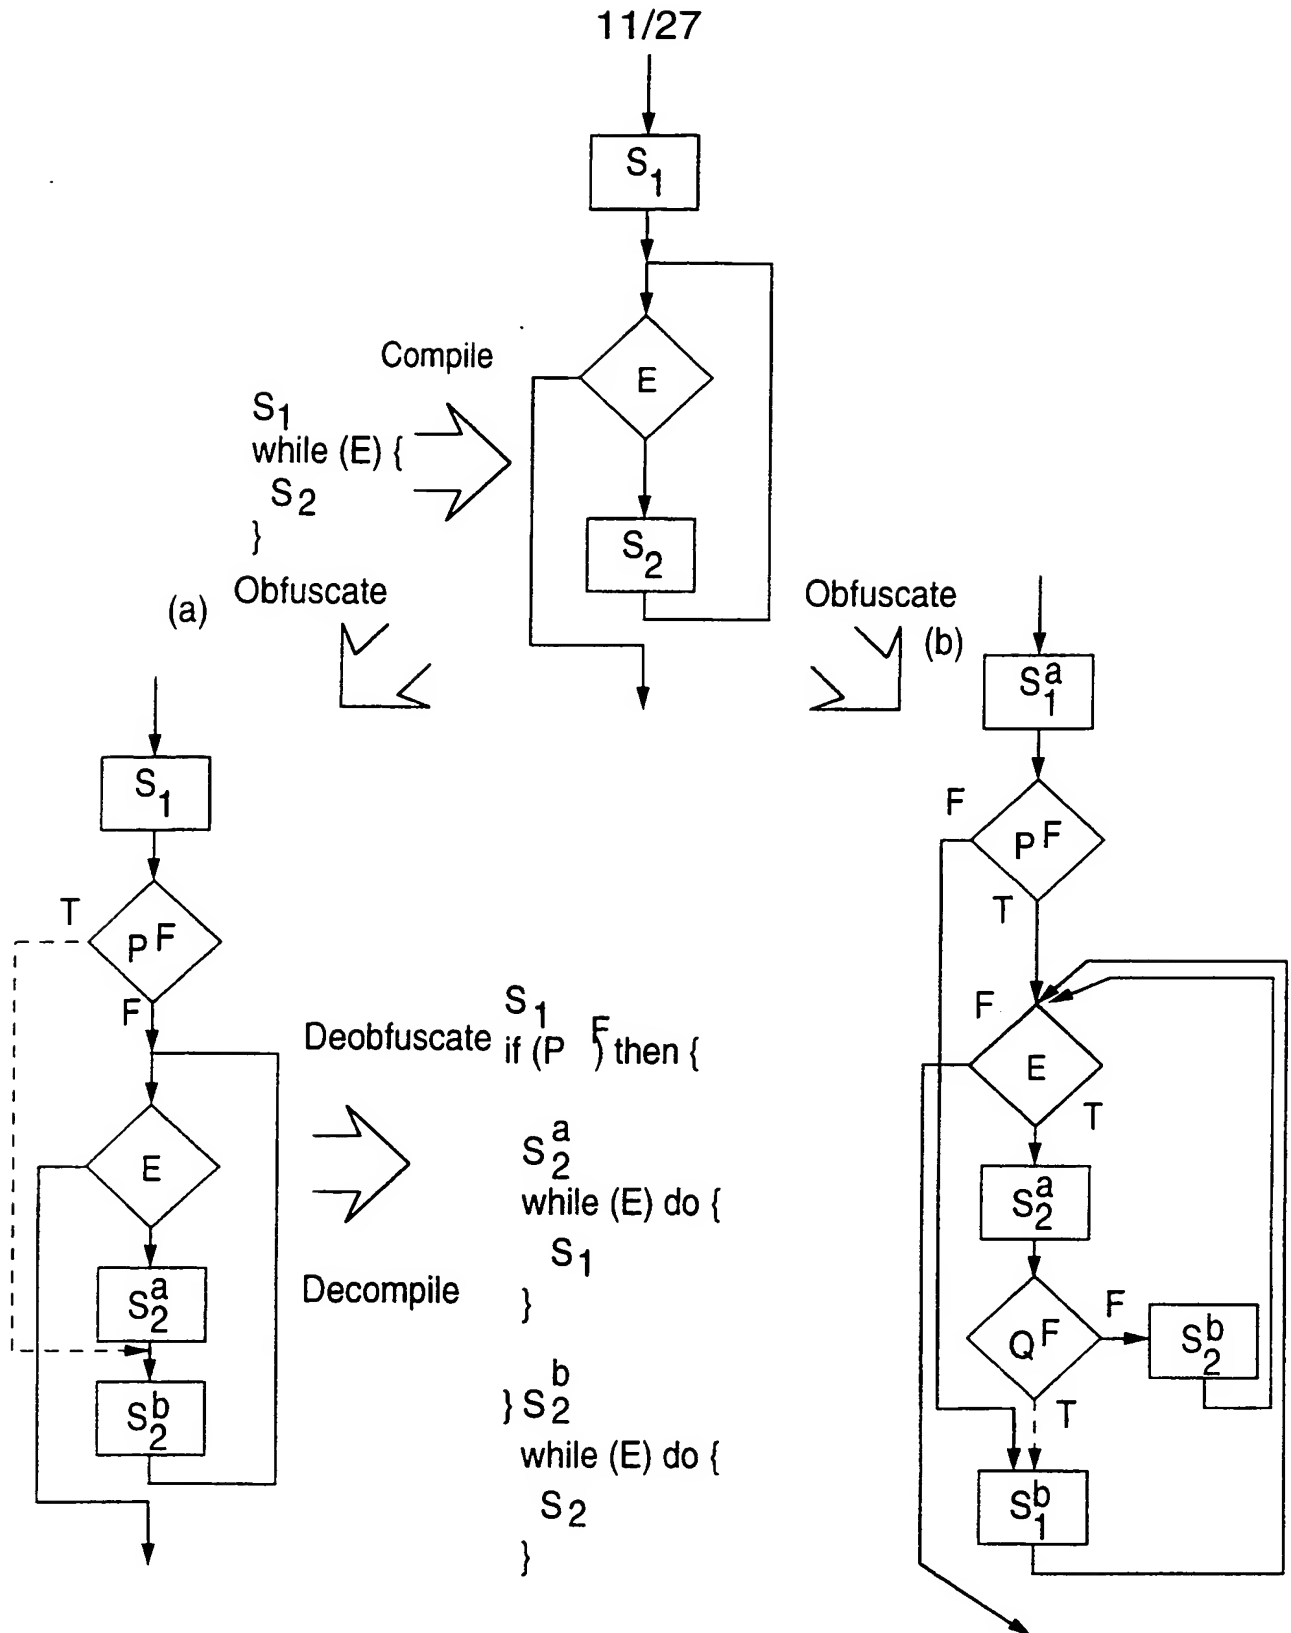 11/27
S1
Compile
E
S1
while (E) {
S2
}
S2
(a) Obfuscate
Obfuscate (b)
S1
T
PF
F
E
S2a
S2b
Deobfuscate
Decompile
S1
if (P F) then {
S2a
while (E) do {
S1
}
} S2b
while (E) do {
S2
}
S1a
F
PF
T
F
E
T
S2a
QF
F
S2b
T
S1b